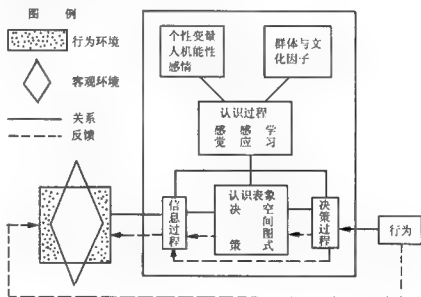 图 例
行为环境
客观环境
关系
反馈
个性变量
人机能性
感情
群体与文
化因子
认识过程
感 感 学
觉 应 习
信息过程
认识表象
决 空
间
图
策 式
决策过程
行为